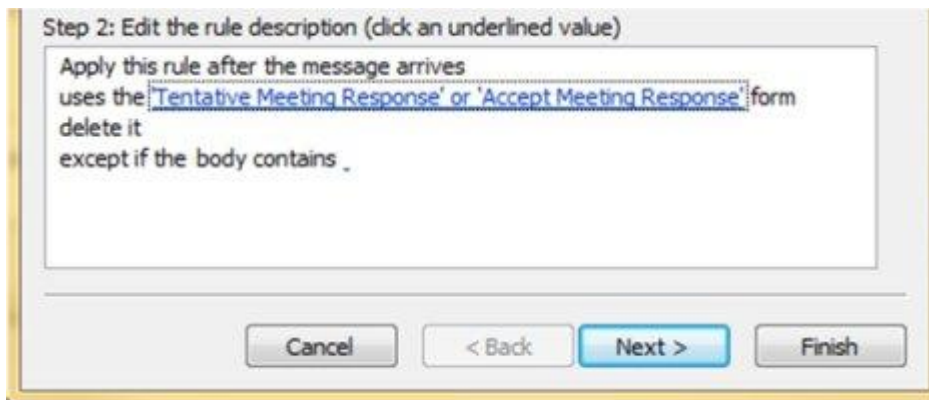 Step 2: Edit the rule description (click an underlined value)
Apply this rule after the message arrives
uses the 'Tentative Meeting Response' or 'Accept Meeting Response' form
delete it
except if the body contains .
Cancel
< Back
Next >
Finish